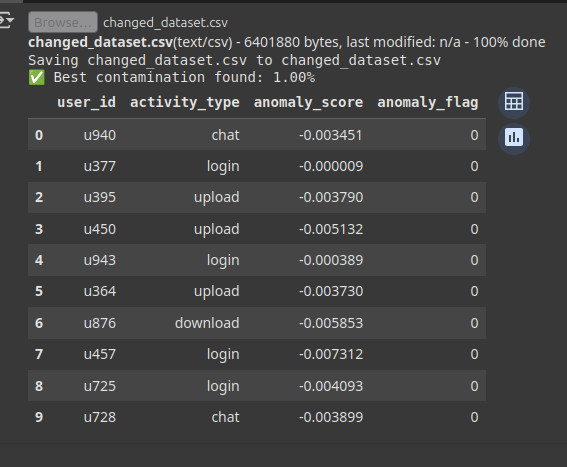 Browse... changed_dataset.csv
changed_dataset.csv(text/csv) - 6401880 bytes, last modified: n/a - 100% done
Saving changed_dataset.csv to changed_dataset.csv
✅ Best contamination found: 1.00%
user_id activity_type anomaly_score anomaly_flag
0 u940 chat -0.003451 0
1 u377 login -0.000009 0
2 u395 upload -0.003790 0
3 u450 upload -0.005132 0
4 u943 login -0.000389 0
5 u364 upload -0.003730 0
6 u876 download -0.005853 0
7 u457 login -0.007312 0
8 u725 login -0.004093 0
9 u728 chat -0.003899 0